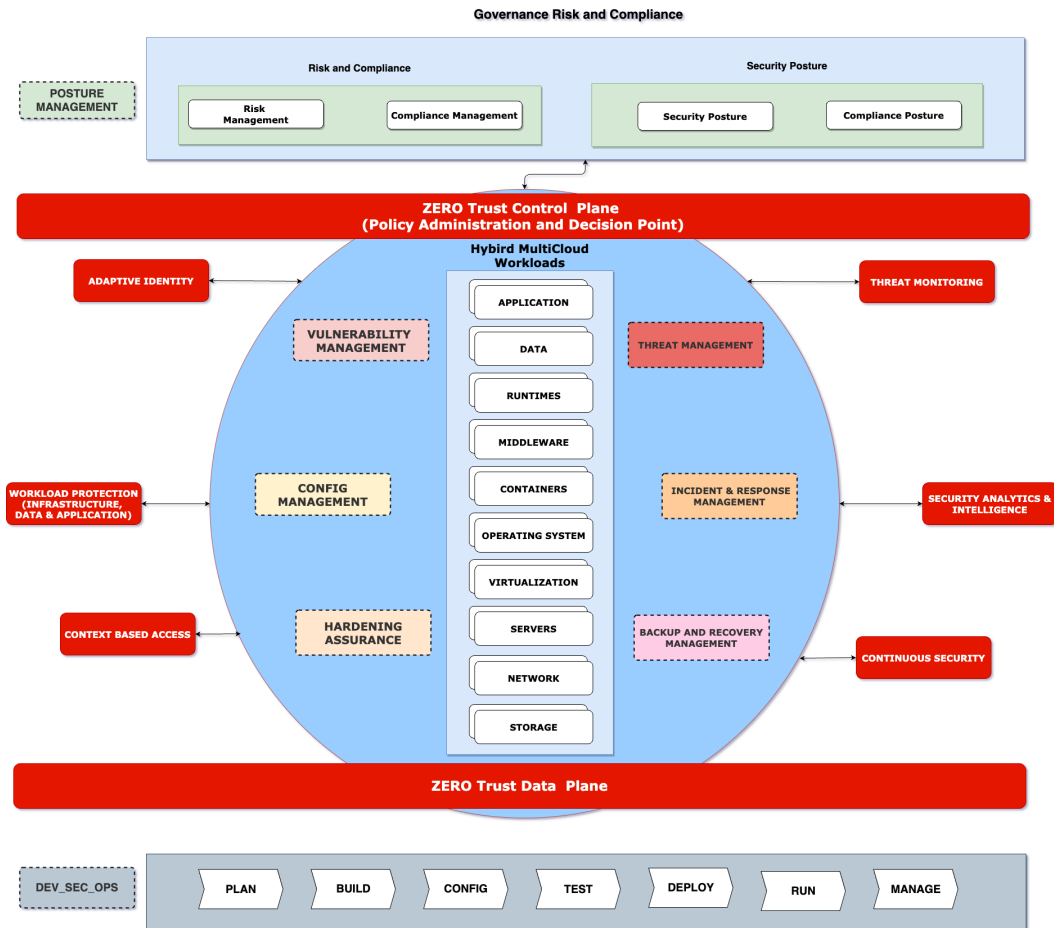 Governance Risk and Compliance
Risk and Compliance
Security Posture
POSTURE
MANAGEMENT
Risk
Management
Compliance Management
Security Posture
Compliance Posture
ZERO Trust Control Plane
(Policy Administration and Decision Point)
Hybird MultiCloud
Workloads
ADAPTIVE IDENTITY
THREAT MONITORING
APPLICATION
VULNERABILITY
MANAGEMENT
DATA
THREAT MANAGEMENT
RUNTIMES
MIDDLEWARE
WORKLOAD PROTECTION
(INFRASTRUCTURE,
DATA & APPLICATION)
CONFIG
MANAGEMENT
CONTAINERS
INCIDENT & RESPONSE
MANAGEMENT
SECURITY ANALYTICS &
INTELLIGENCE
OPERATING SYSTEM
VIRTUALIZATION
CONTEXT BASED ACCESS
HARDENING
ASSURANCE
SERVERS
BACKUP AND RECOVERY
MANAGEMENT
CONTINUOUS SECURITY
NETWORK
STORAGE
ZERO Trust Data Plane
DEV_SEC_OPS
PLAN
BUILD
CONFIG
TEST
DEPLOY
RUN
MANAGE